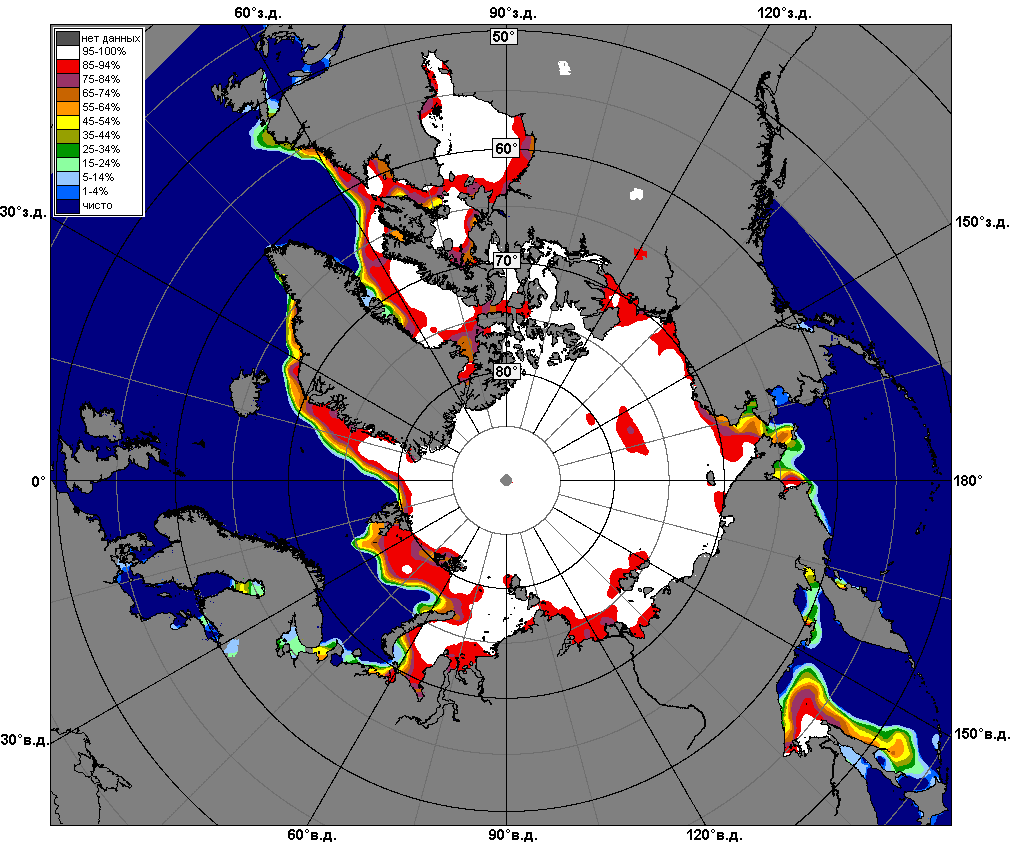 60°з.д.
90°з.д.
120°з.д.
50°
нет данных
95-100%
85-94%
75-84%
65-74%
55-64%
45-54%
35-44%
25-34%
15-24%
5-14%
1-4%
чисто
60°
30°з.д.
150°з.д.
70°
80°
0°
180°
30°в.д.
150°в.д.
60°в.д.
90°в.д.
120°в.д.